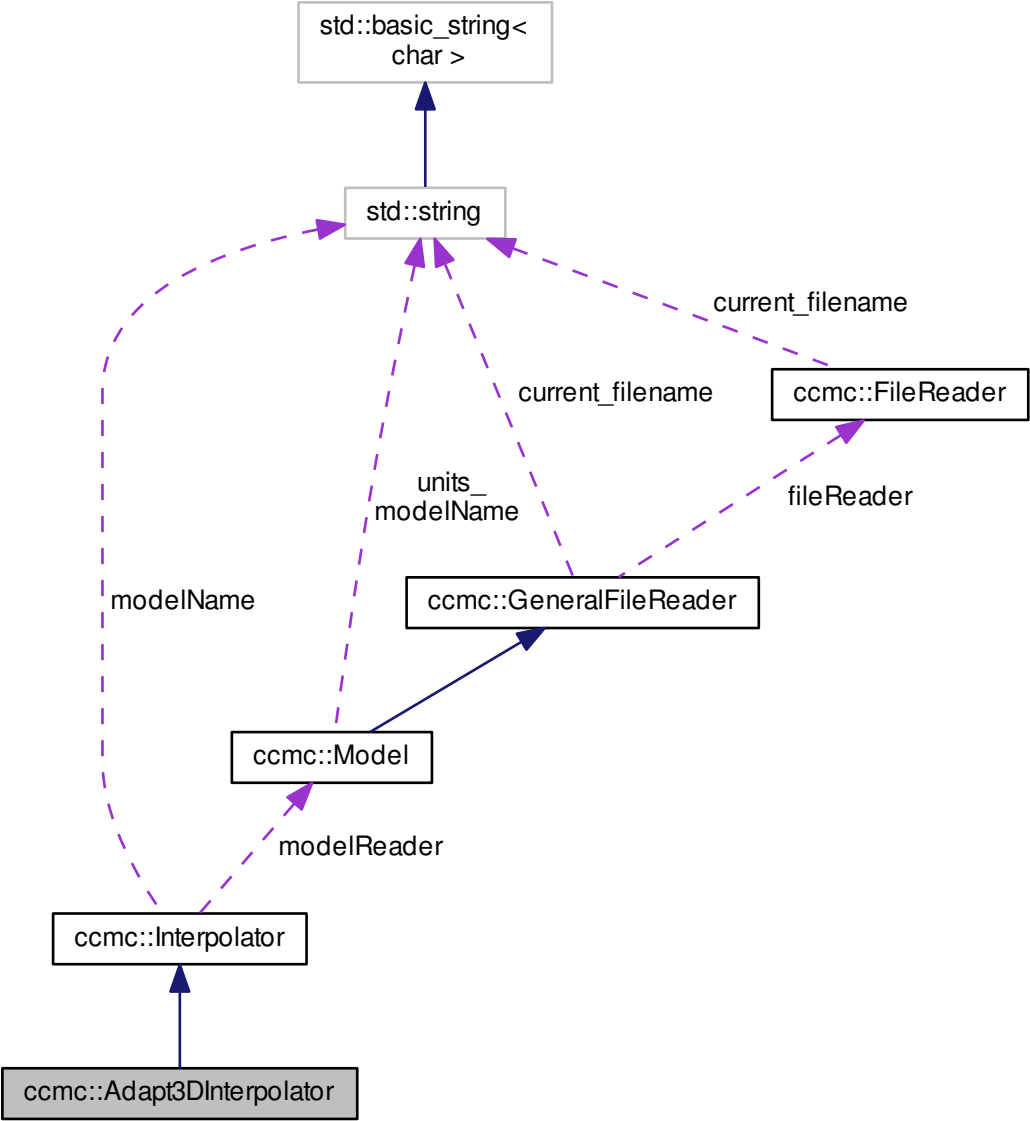 std::basic_string<
char >
std::string
current_filename
ccmc::FileReader
current_filename
units_
modelName
fileReader
ccmc::GeneralFileReader
modelName
ccmc::Model
modelReader
ccmc::Interpolator
ccmc::Adapt3DInterpolator